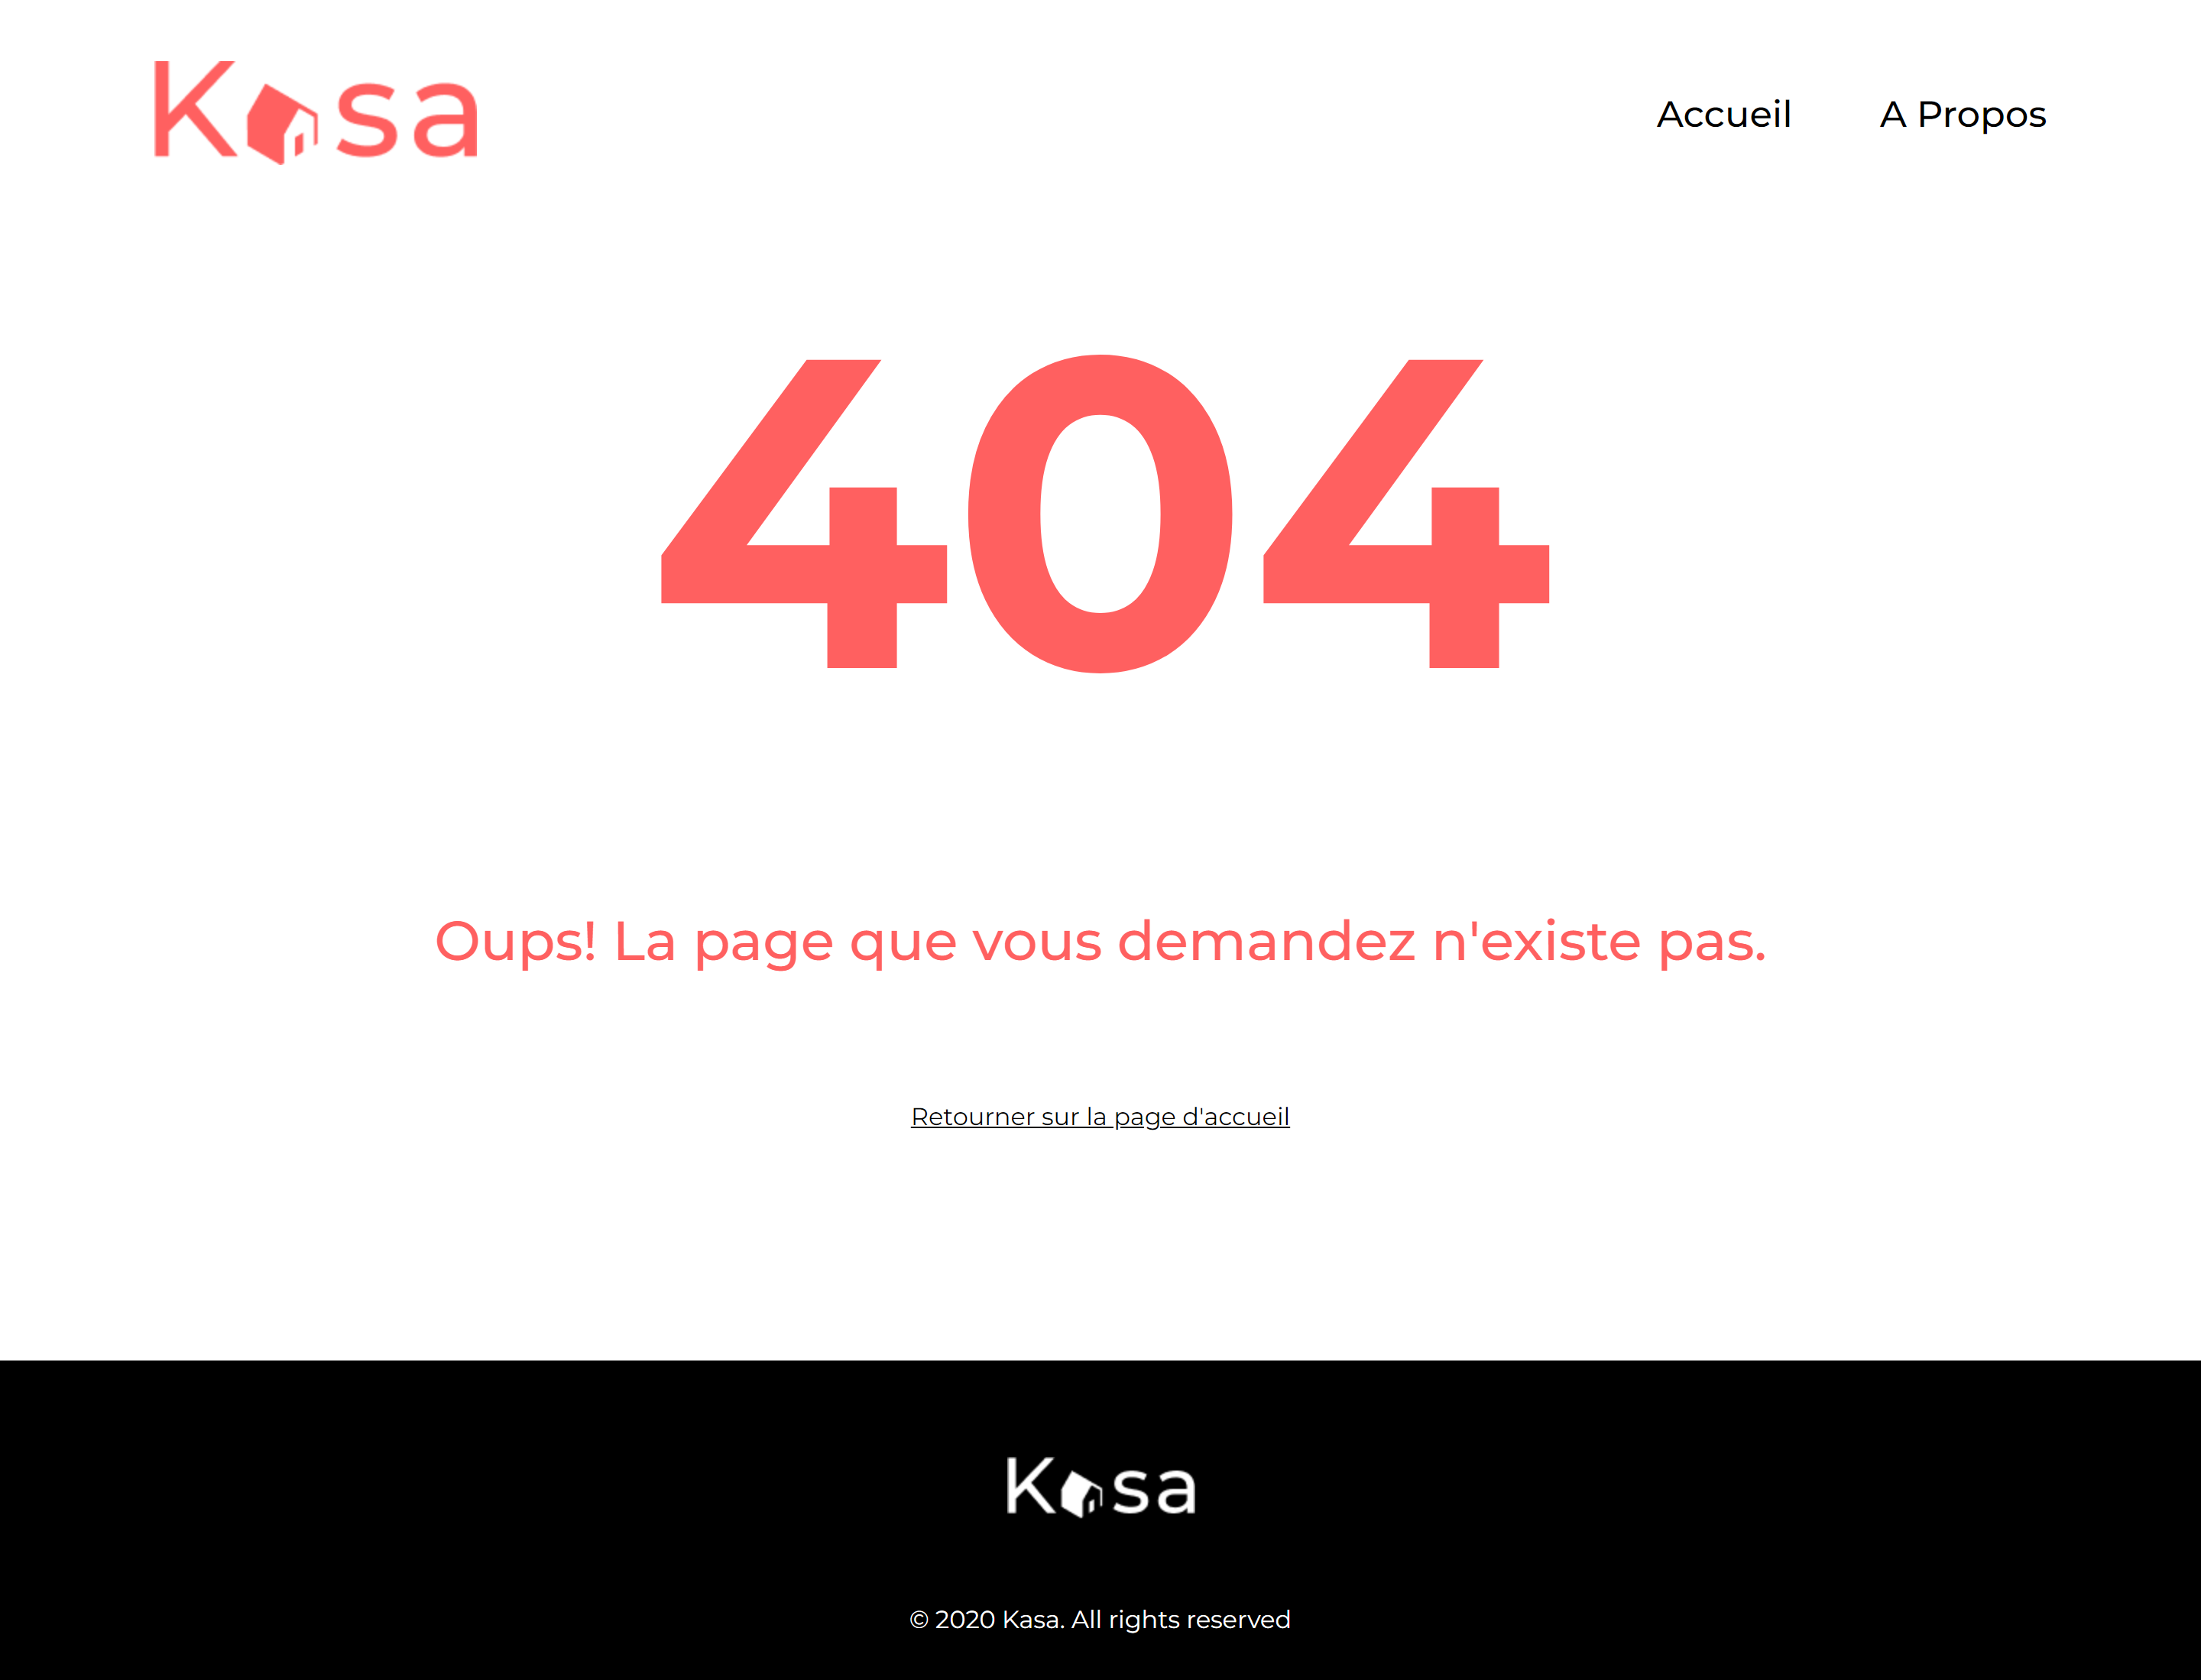 Kasa
Accueil
A Propos
404
Oups! La page que vous demandez n'existe pas.
Retourner sur la page d'accueil
Kasa
© 2020 Kasa. All rights reserved